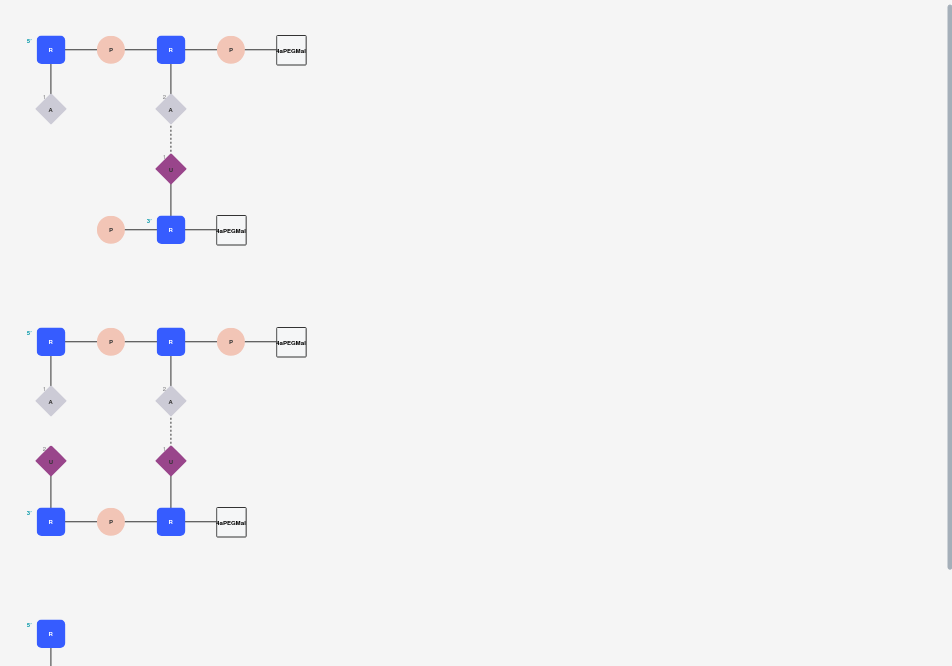 5' R P R P 4aPEGMal
1 A 2 A
1 U
P 3' R 4aPEGMal
5' R P R P 4aPEGMal
1 A 2 A
2 U 1 U
3' R P R 4aPEGMal
5' R